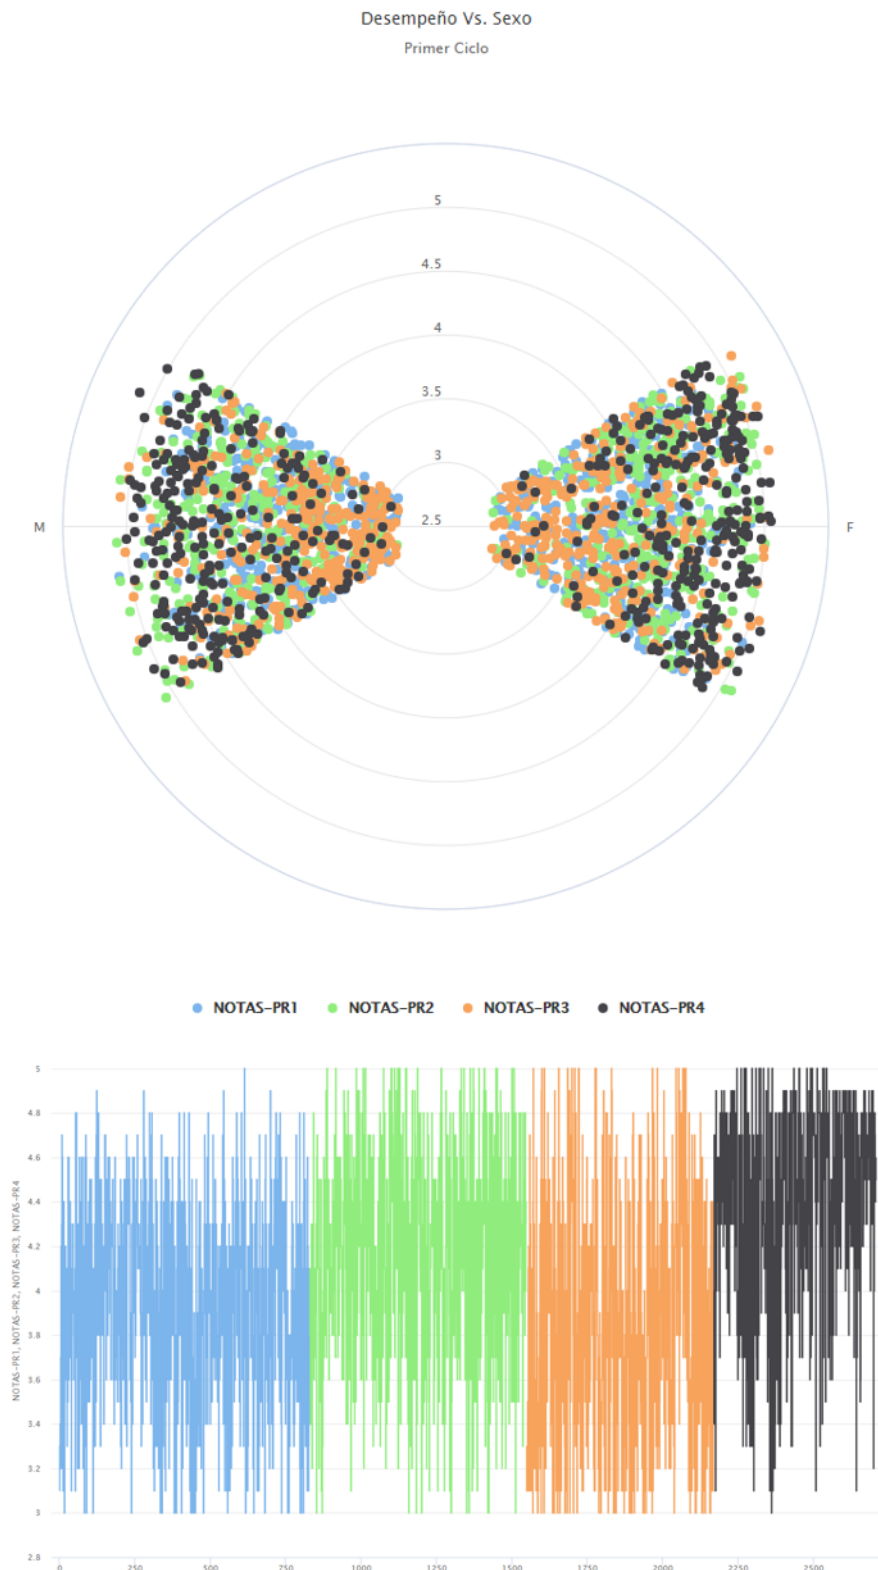 Desempeño Vs. Sexo
Primer Ciclo
5
4.5
4
3.5
3
2.5
M
F
NOTAS-PR1 NOTAS-PR2 NOTAS-PR3 NOTAS-PR4
5
4.8
4.6
4.4
4.2
4
3.8
3.6
3.4
3.2
3
2.8
NOTAS-PR1, NOTAS-PR2, NOTAS-PR3, NOTAS-PR4
0 250 500 750 1000 1250 1500 1750 2000 2250 2500